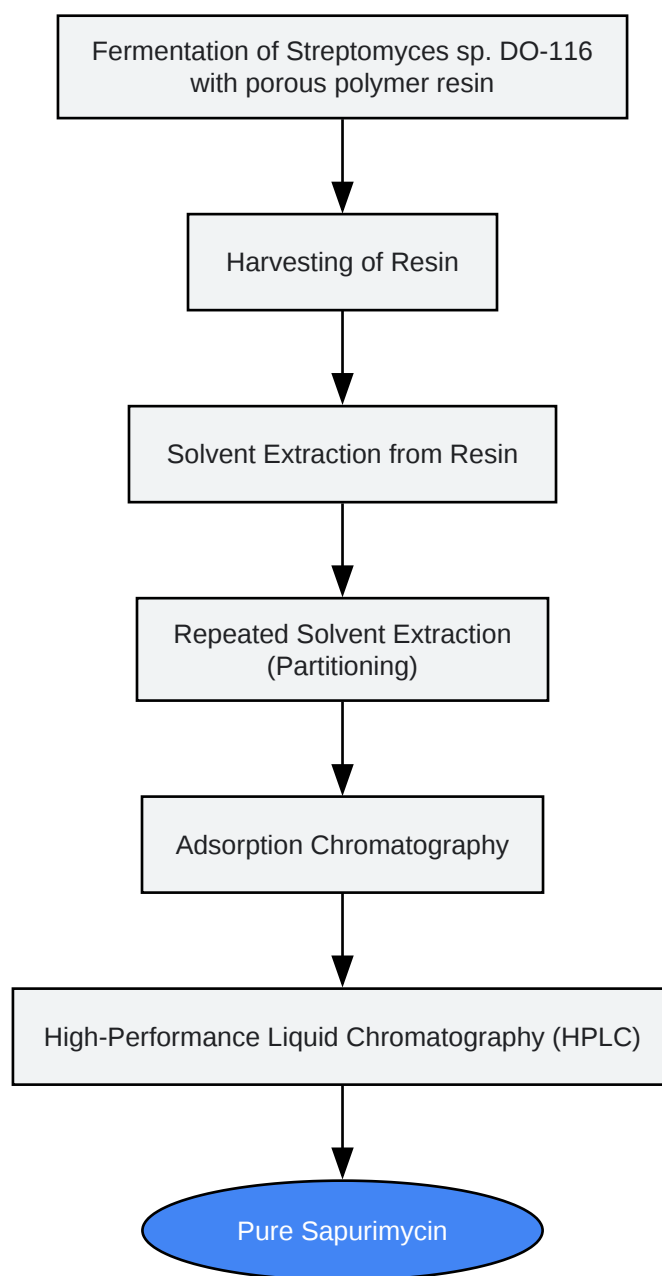 Fermentation of Streptomyces sp. DO-116
with porous polymer resin
Harvesting of Resin
Solvent Extraction from Resin
Repeated Solvent Extraction
(Partitioning)
Adsorption Chromatography
High-Performance Liquid Chromatography (HPLC)
Pure Sapurimycin